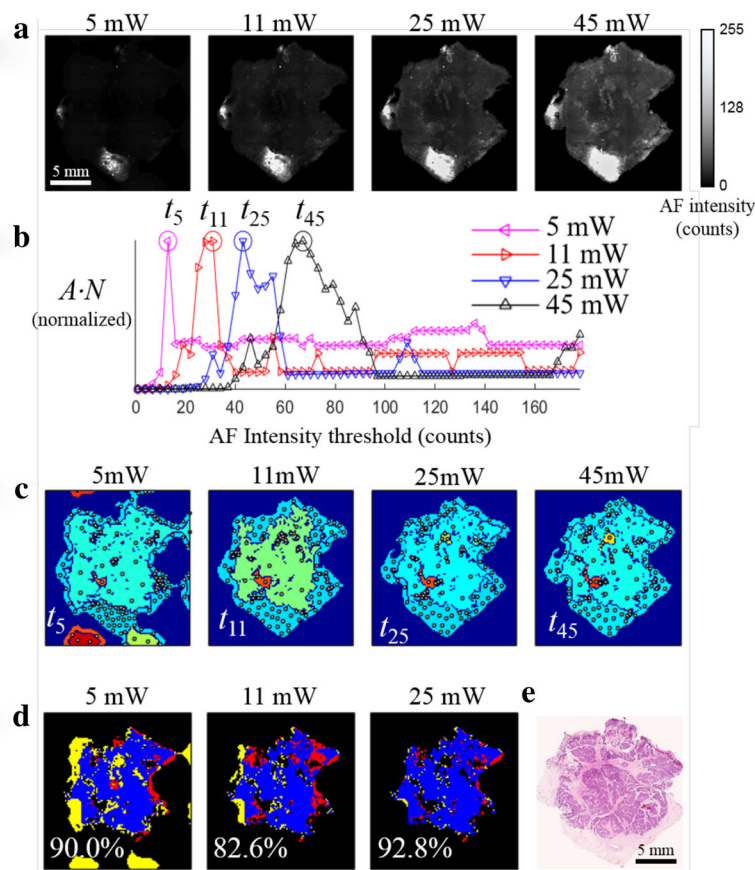 a
5 mW 11 mW 25 mW 45 mW
255
128
0
5 mm
AF intensity
(counts)
b
t5 t11 t25 t45
A·N
(normalized)
5 mW
11 mW
25 mW
45 mW
0 20 40 60 80 100 120 140 160
AF Intensity threshold (counts)
c
5mW 11mW 25mW 45mW
t5 t11 t25 t45
d
5 mW 11 mW 25 mW
e
90.0% 82.6% 92.8%
5 mm